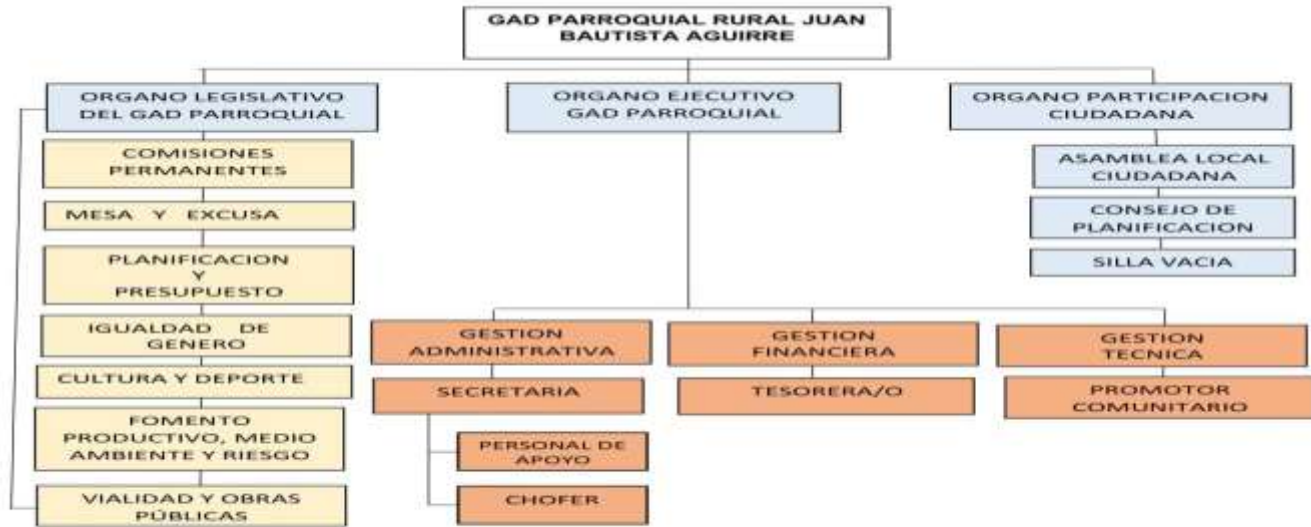 GAD PARROQUIAL RURAL JUAN
BAUTISTA AGUIRRE
ORGANO LEGISLATIVO
DEL GAD PARROQUIAL
COMISIONES
PERMANENTES
MESA Y EXCUSA
PLANIFICACION
Y
PRESUPUESTO
IGUALDAD DE
GENERO
CULTURA Y DEPORTE
FOMENTO
PRODUCTIVO, MEDIO
AMBIENTE Y RIESGO
VIALIDAD Y OBRAS
PÚBLICAS
ORGANO EJECUTIVO
GAD PARROQUIAL
GESTION
ADMINISTRATIVA
SECRETARIA
PERSONAL DE
APOYO
CHOFER
GESTION
FINANCIERA
TESORERA/O
GESTION
TECNICA
PROMOTOR
COMUNITARIO
ORGANO PARTICIPACION
CIUDADANA
ASAMBLEA LOCAL
CIUDADANA
CONSEJO DE
PLANIFICACION
SILLA VACIA